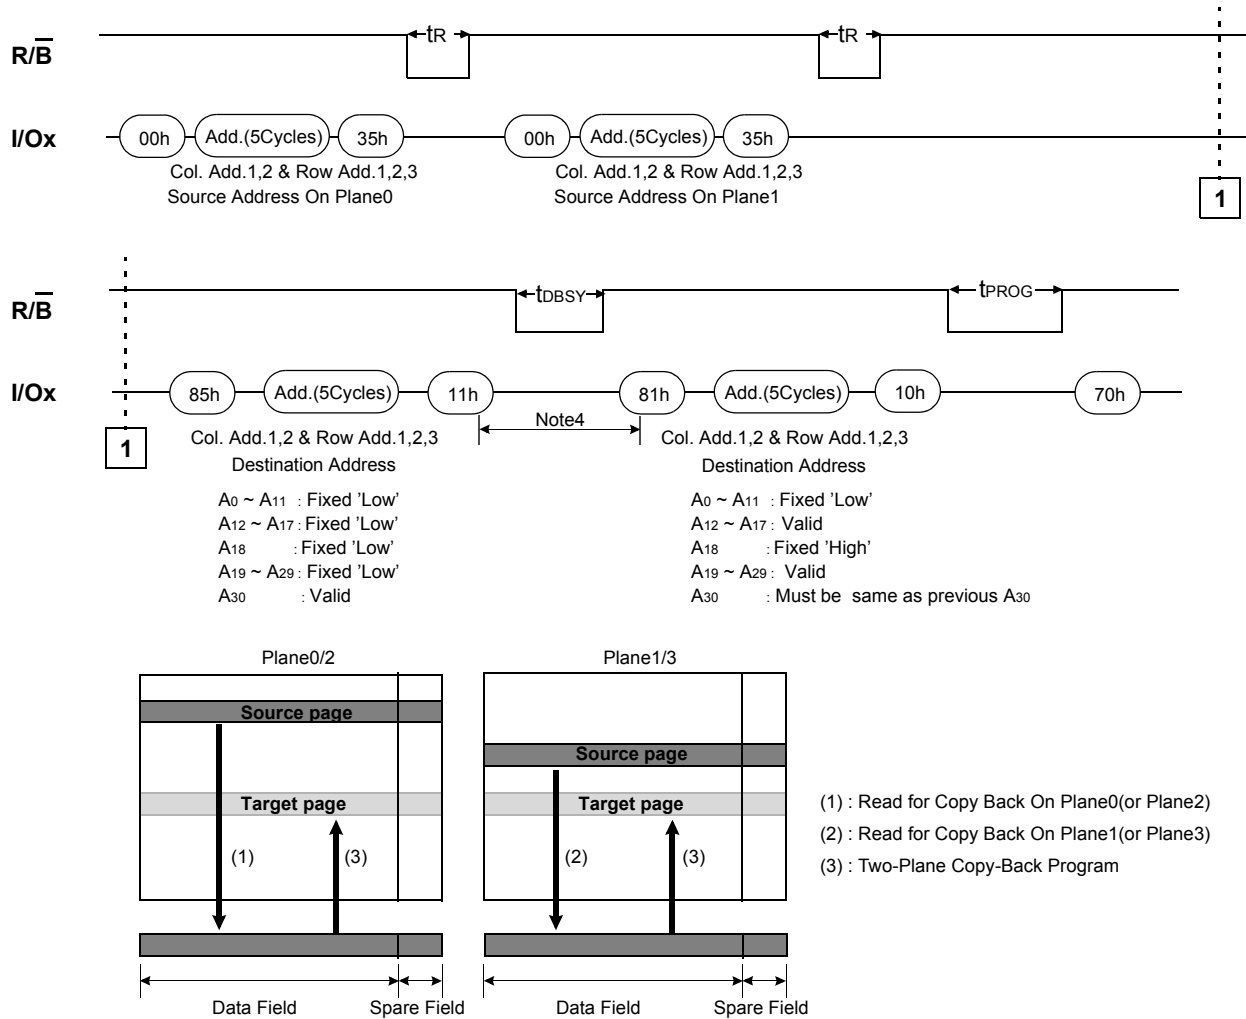 R/B tR tR
I/Ox 00h Add.(5Cycles) 35h 00h Add.(5Cycles) 35h
Col. Add.1,2 & Row Add.1,2,3 Col. Add.1,2 & Row Add.1,2,3
Source Address On Plane0 Source Address On Plane1
1
R/B tDBSY tPROG
I/Ox 85h Add.(5Cycles) 11h 81h Add.(5Cycles) 10h 70h
Note4
1
Col. Add.1,2 & Row Add.1,2,3 Col. Add.1,2 & Row Add.1,2,3
Destination Address Destination Address
A0 ~ A11 : Fixed 'Low' A0 ~ A11 : Fixed 'Low'
A12 ~ A17 : Fixed 'Low' A12 ~ A17 : Valid
A18 : Fixed 'Low' A18 : Fixed 'High'
A19 ~ A29 : Fixed 'Low' A19 ~ A29 : Valid
A30 : Valid A30 : Must be same as previous A30
Plane0/2 Plane1/3
Source page
Source page
Target page Target page
(1) : Read for Copy Back On Plane0(or Plane2)
(2) : Read for Copy Back On Plane1(or Plane3)
(3) : Two-Plane Copy-Back Program
(1) (3) (2) (3)
Data Field Spare Field Data Field Spare Field